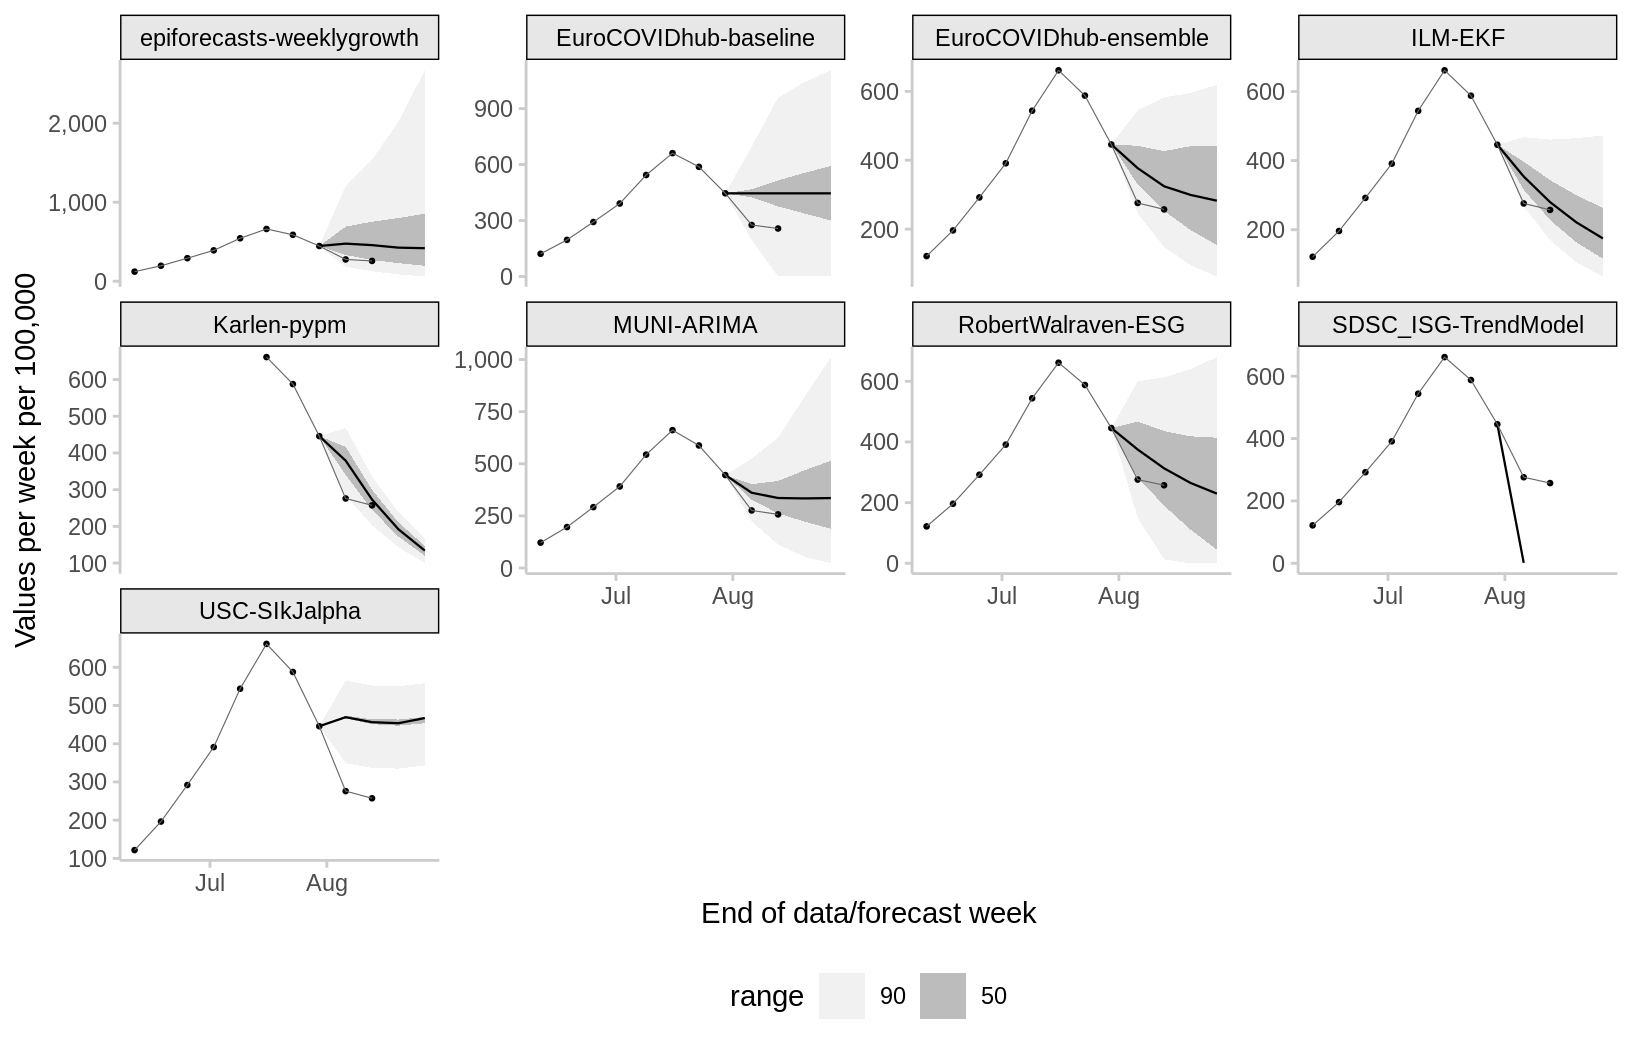 epiforecasts-weeklygrowth
EuroCOVIDhub-baseline
EuroCOVIDhub-ensemble
ILM-EKF
2,000
1,000
0
900
600
300
0
600
400
200
600
400
200
Values per week per 100,000
Karlen-pypm
MUNI-ARIMA
RobertWalraven-ESG
SDSC_ISG-TrendModel
600
500
400
300
200
100
1,000
750
500
250
0
600
400
200
0
600
400
200
0
Jul Aug
Jul Aug
Jul Aug
USC-SIkJalpha
600
500
400
300
200
100
Jul Aug
End of data/forecast week
range 90 50